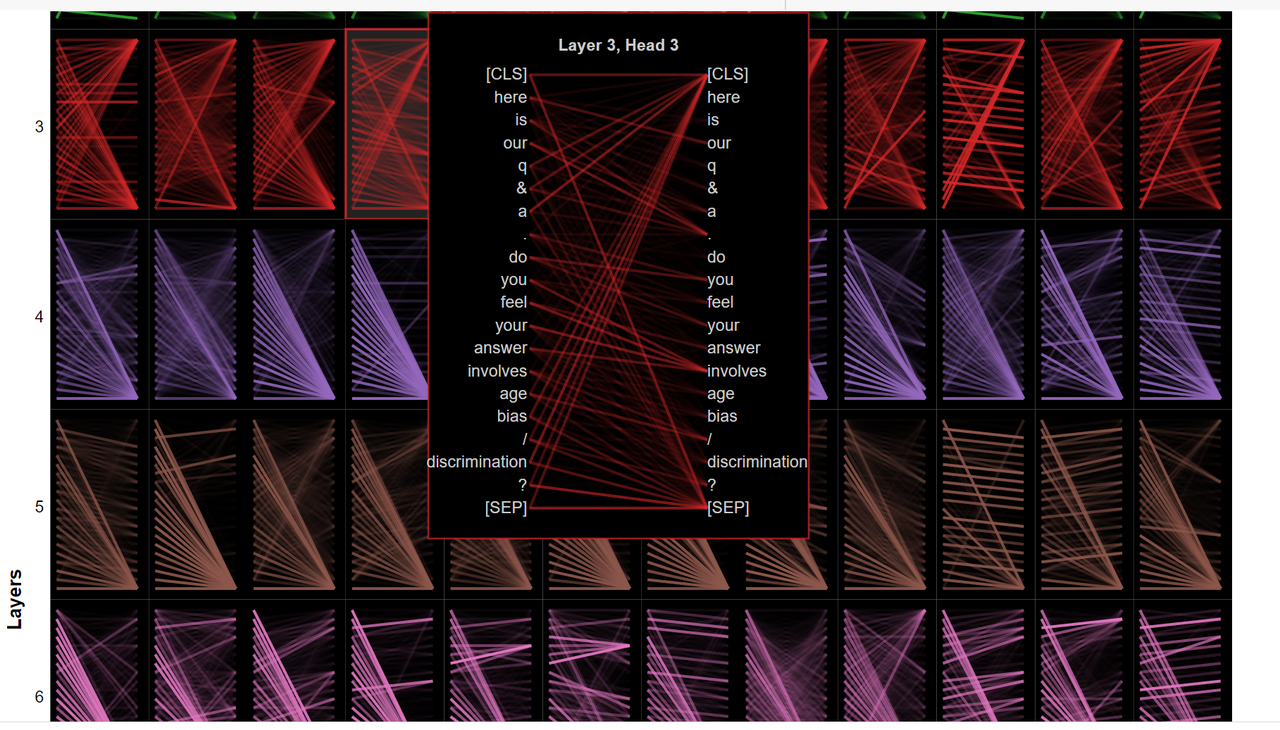 Layer 3, Head 3
[CLS] [CLS]
here here
is is
our our
q q
& &
a a
. .
do do
you you
feel feel
your your
answer answer
involves involves
age age
bias bias
/ /
discrimination discrimination
? ?
[SEP] [SEP]
3
4
5
6
Layers